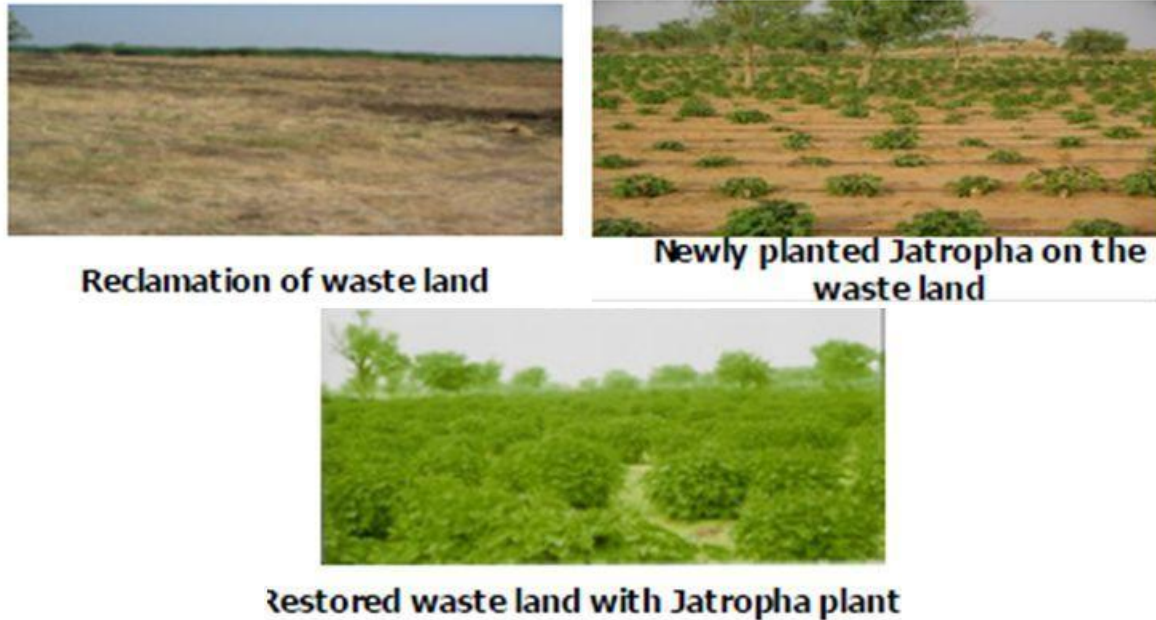 Reclamation of waste land
Newly planted Jatropha on the
waste land
Restored waste land with Jatropha plant